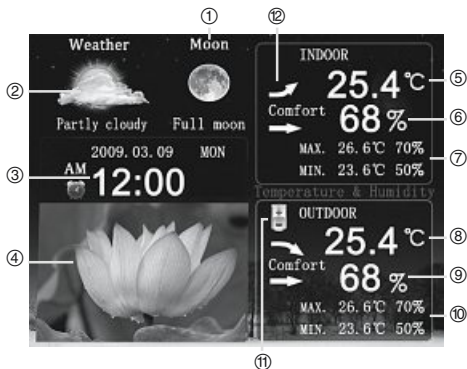 ① ⑫
Weather Moon
② Partly cloudy Full moon
2009.03.09 MON
③ AM 12:00
④
INDOOR
25.4℃ ⑤
Comfort 68% ⑥
MAX. 26.6℃ 70% ⑦
MIN. 23.6℃ 50%
Temperature & Humidity
OUTDOOR
25.4℃ ⑧
Comfort 68% ⑨
MAX. 26.6℃ 70% ⑩
MIN. 23.6℃ 50%
⑪